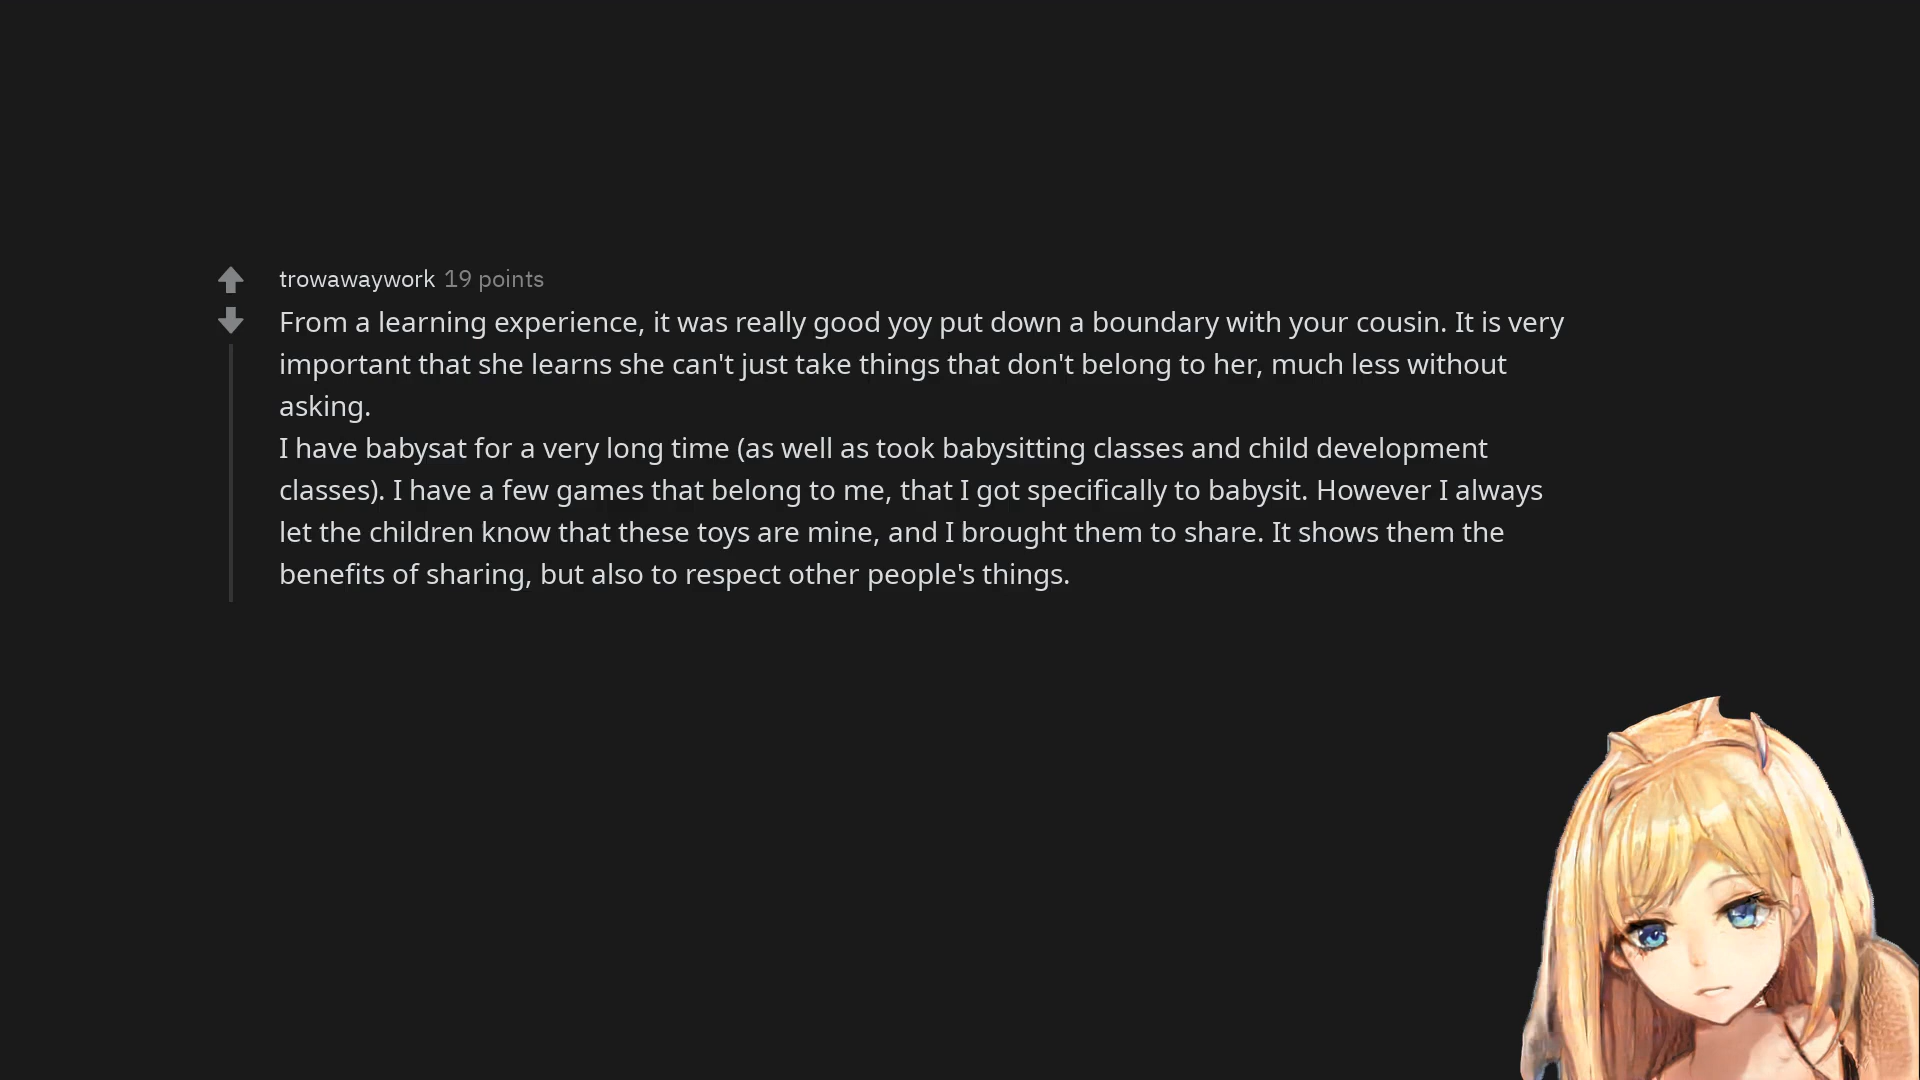 trowawaywork 19 points
From a learning experience, it was really good yoy put down a boundary with your cousin. It is very
important that she learns she can't just take things that don't belong to her, much less without
asking.
I have babysat for a very long time (as well as took babysitting classes and child development
classes). I have a few games that belong to me, that I got specifically to babysit. However I always
let the children know that these toys are mine, and I brought them to share. It shows them the
benefits of sharing, but also to respect other people's things.